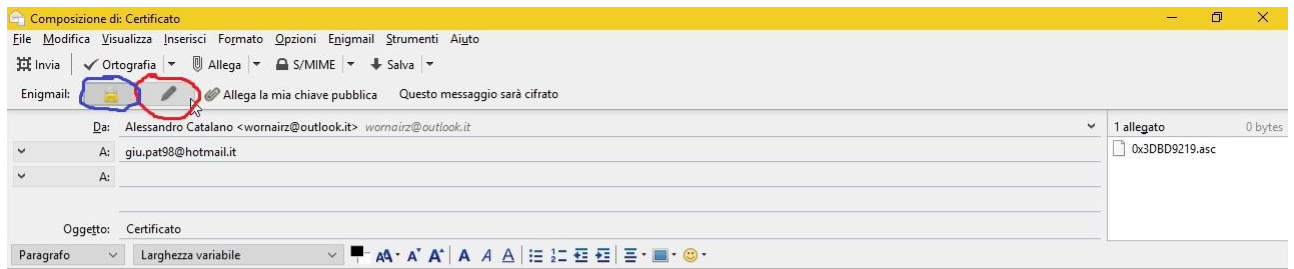 Composizione di: Certificato
File Modifica Visualizza Inserisci Formato Opzioni Enigmail Strumenti Aiuto
Invia Ortografia Allega S/MIME Salva
Enigmail: Allega la mia chiave pubblica Questo messaggio sarà cifrato
Da: Alessandro Catalano <wornairz@outlook.it> wornairz@outlook.it 1 allegato 0 bytes
A: giu.pat98@hotmail.it 0x3DBD9219.asc
A:
Oggetto: Certificato
Paragrafo Larghezza variabile